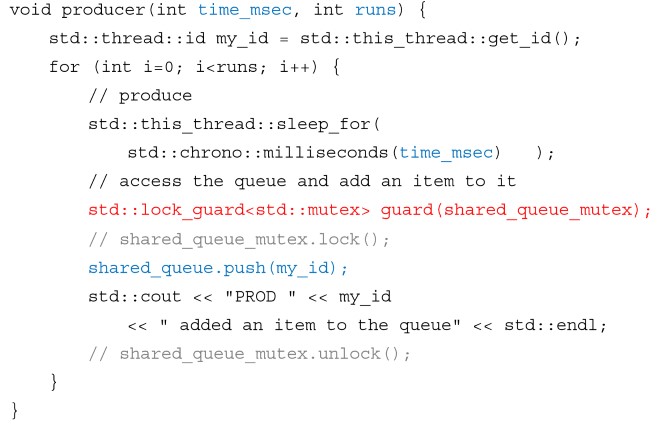 void producer(int time_msec, int runs) {
    std::thread::id my_id = std::this_thread::get_id();
    for (int i=0; i<runs; i++) {
        // produce
        std::this_thread::sleep_for(
            std::chrono::milliseconds(time_msec)   );
        // access the queue and add an item to it
        std::lock_guard<std::mutex> guard(shared_queue_mutex);
        // shared_queue_mutex.lock();
        shared_queue.push(my_id);
        std::cout << "PROD " << my_id
            << " added an item to the queue" << std::endl;
        // shared_queue_mutex.unlock();
    }
}